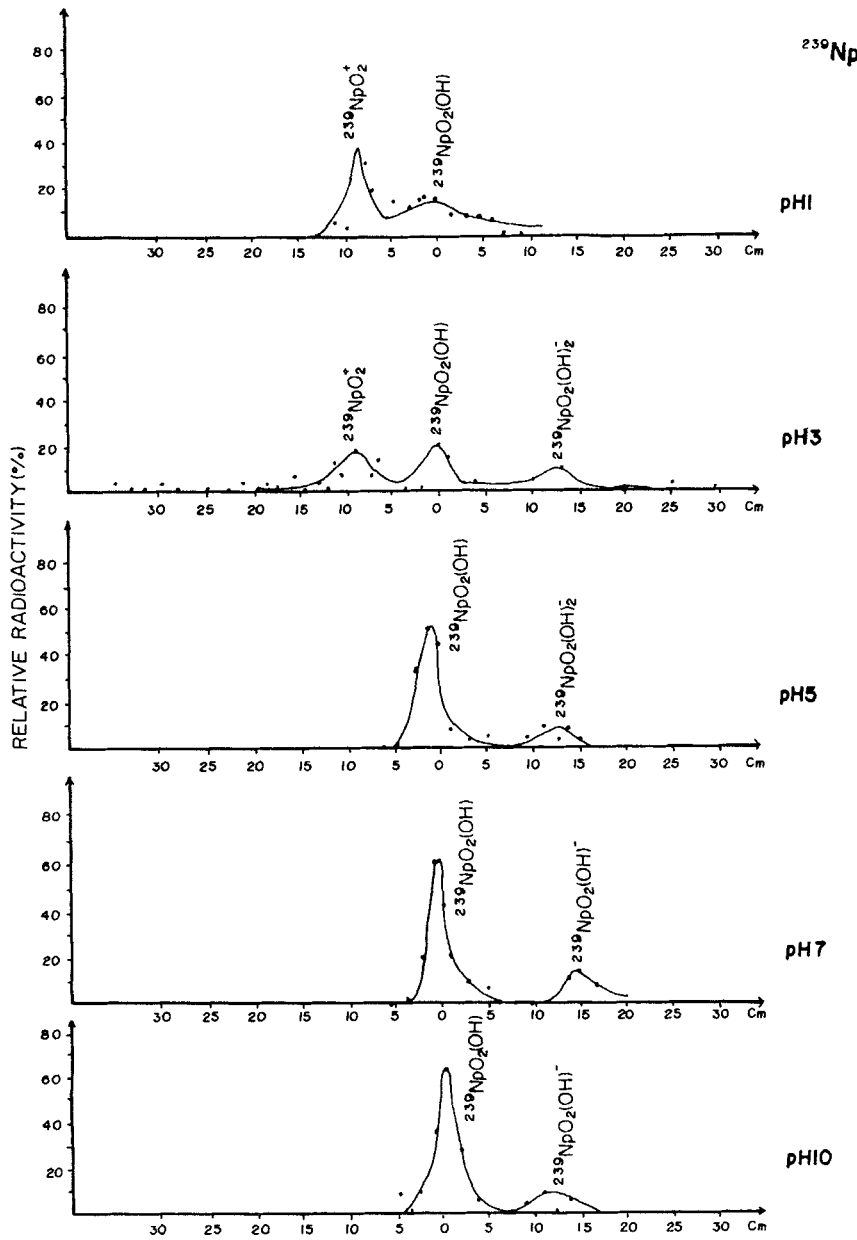 ²³⁹Np
RELATIVE RADIOACTIVITY (%)
80
60
40
20
²³⁹NpO₂⁺
²³⁹NpO₂(OH)
pH1
30 25 20 15 10 5 0 5 10 15 20 25 30 Cm
80
60
40
20
²³⁹NpO₂⁺
²³⁹NpO₂(OH)
²³⁹NpO₂(OH)₂⁻
pH3
30 25 20 15 10 5 0 5 10 15 20 25 30 Cm
80
60
40
20
²³⁹NpO₂(OH)
²³⁹NpO₂(OH)₂⁻
pH5
30 25 20 15 10 5 0 5 10 15 20 25 30 Cm
80
60
40
20
²³⁹NpO₂(OH)
²³⁹NpO₂(OH)⁻
pH7
30 25 20 15 10 5 0 5 10 15 20 25 30 Cm
80
60
40
20
²³⁹NpO₂(OH)
²³⁹NpO₂(OH)⁻
pH10
30 25 20 15 10 5 0 5 10 15 20 25 30 Cm